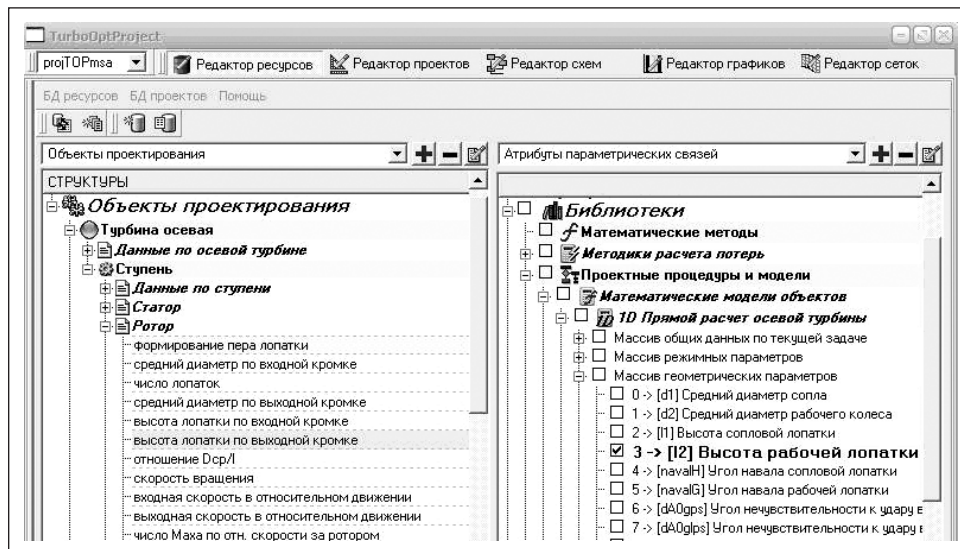 TurboOptProject
projTOPmsa Редактор ресурсов Редактор проектов Редактор схем Редактор графиков Редактор сеток
БД ресурсов БД проектов Помощь
Объекты проектирования
СТРУКТУРЫ
Объекты проектирования
Турбина осевая
Данные по осевой турбине
Ступень
Данные по ступени
Статор
Ротор
формирование пера лопатки
средний диаметр по входной кромке
число лопаток
средний диаметр по выходной кромке
высота лопатки по входной кромке
высота лопатки по выходной кромке
отношение Dcp/l
скорость вращения
входная скорость в относительном движении
выходная скорость в относительном движении
число Маха по отн. скорости за ротором
Атрибуты параметрических связей
Библиотеки
Математические методы
Методики расчета потерь
Проектные процедуры и модели
Математические модели объектов
1D Прямой расчет осевой турбины
Массив общих данных по текущей задаче
Массив режимных параметров
Массив геометрических параметров
0 -> [d1] Средний диаметр сопла
1 -> [d2] Средний диаметр рабочего колеса
2 -> [l1] Высота сопловой лопатки
3 -> [l2] Высота рабочей лопатки
4 -> [navalH] Угол навала сопловой лопатки
5 -> [navalG] Угол навала рабочей лопатки
6 -> [dA0gps] Угол нечувствительности к удару в
7 -> [dA0glps] Угол нечувствительности к удару в